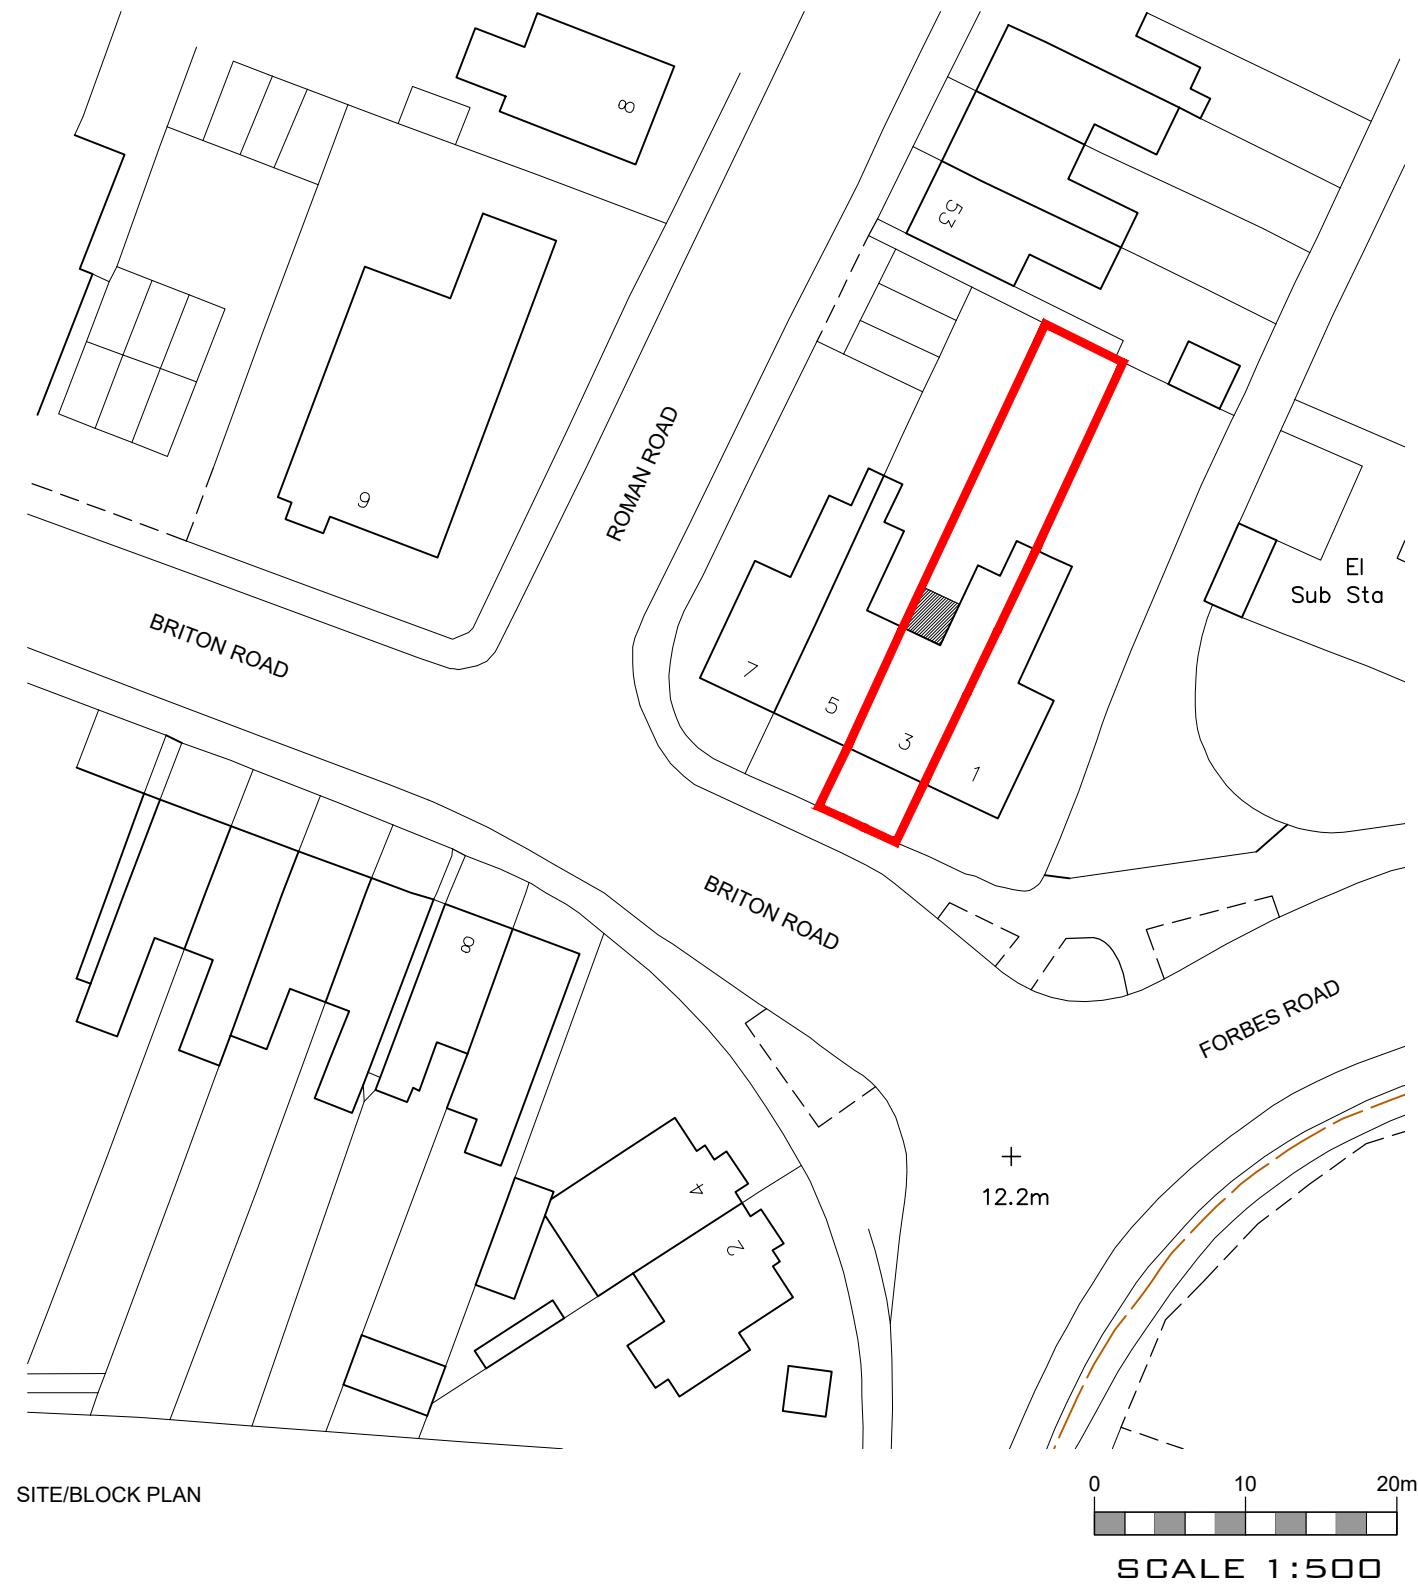 8
53
ROMAN ROAD
9
El
Sub Sta
BRITON ROAD
7
5
3
1
BRITON ROAD
8
FORBES ROAD
12.2m
4
2
SITE/BLOCK PLAN
0 10 20m
SCALE 1:500